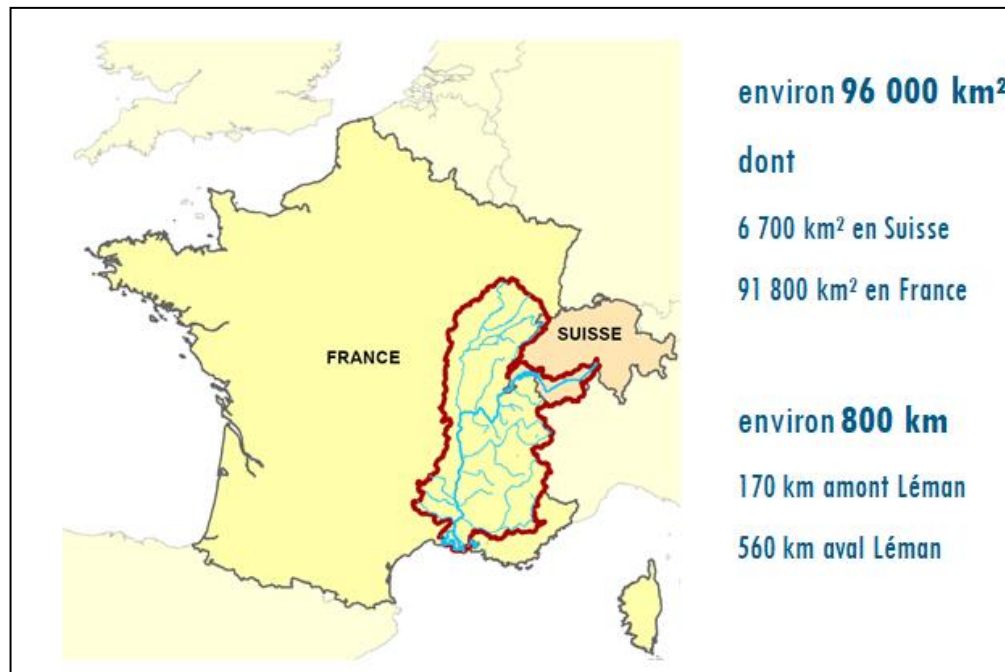 environ 96 000 km²
dont
6 700 km² en Suisse
91 800 km² en France
SUISSE
FRANCE
environ 800 km
170 km amont Léman
560 km aval Léman